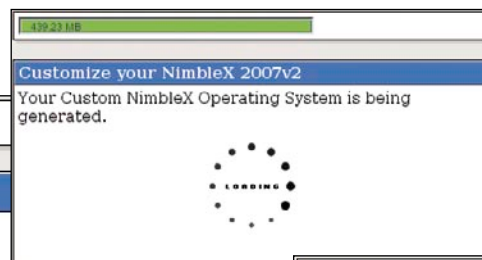 439.23 MB
Customize your NimbleX 2007v2
Your Custom NimbleX Operating System is being
generated.
LOADING